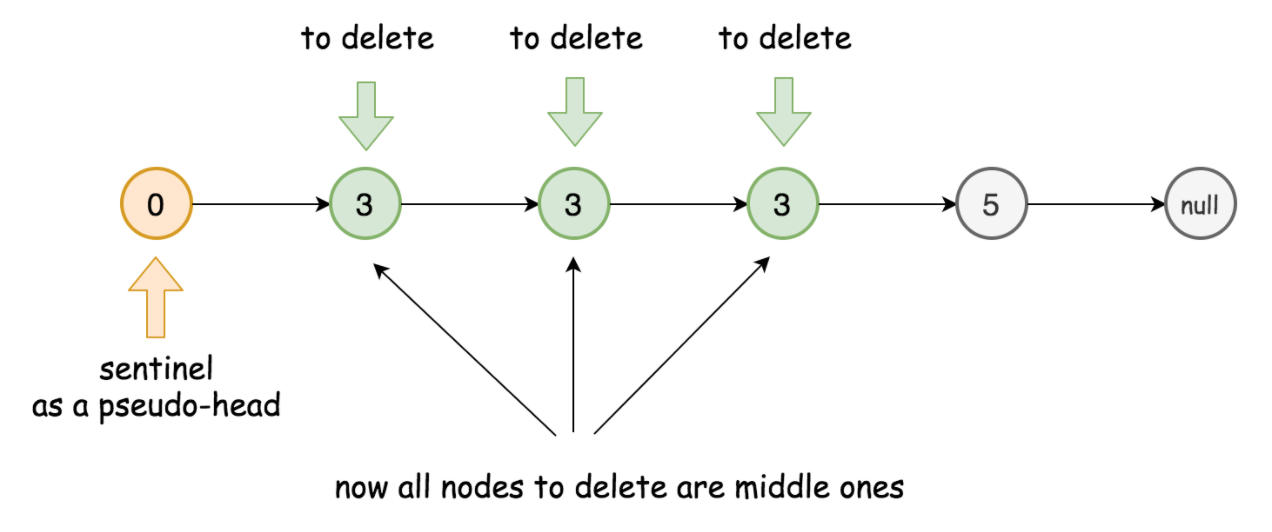 to delete to delete to delete
0 3 3 3 5 null
sentinel
as a pseudo-head
now all nodes to delete are middle ones